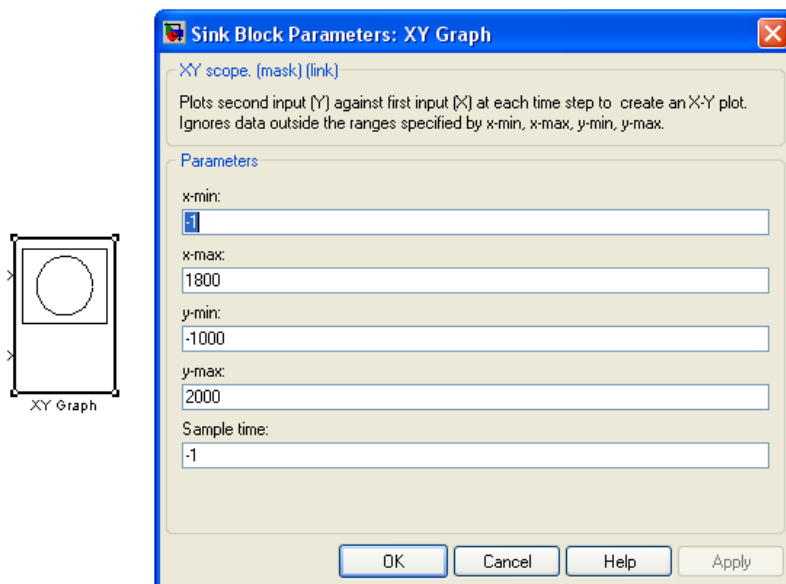 Sink Block Parameters: XY Graph
XY scope. (mask) (link)
Plots second input (Y) against first input (X) at each time step to create an X-Y plot.
Ignores data outside the ranges specified by x-min, x-max, y-min, y-max.
Parameters
x-min:
-1
x-max:
1800
y-min:
-1000
y-max:
2000
Sample time:
-1
XY Graph
OK Cancel Help Apply